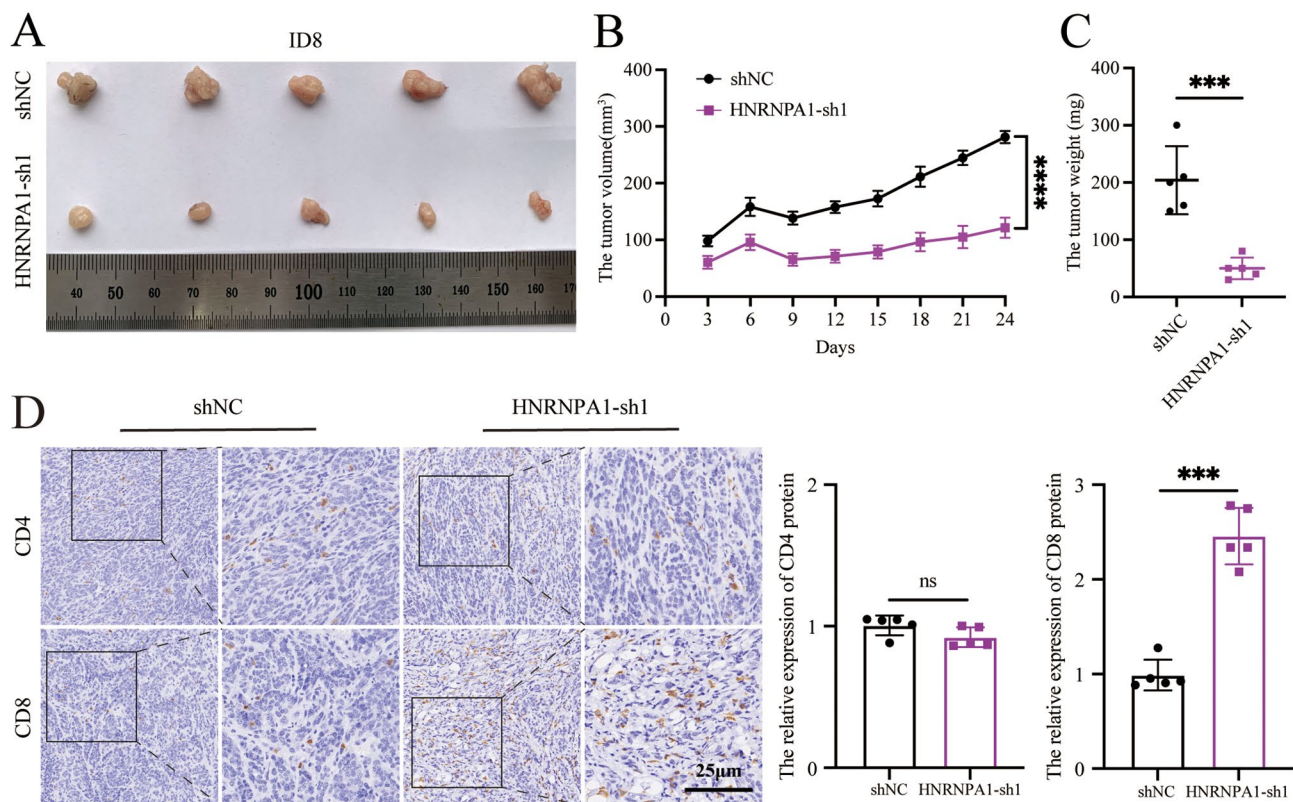 A
ID8
shNC
HNRNPA1-sh1
40 50 60 70 80 90 100 110 120 130 140 150 160
B
shNC
HNRNPA1-sh1
The tumor volume(mm³)
400
300
200
100
0
0 3 6 9 12 15 18 21 24
Days
****
C
***
The tumor weight (mg)
400
300
200
100
0
shNC
HNRNPA1-sh1
D
shNC
HNRNPA1-sh1
CD4
CD8
25μm
The relative expression of CD4 protein
2
1
0
ns
shNC HNRNPA1-sh1
The relative expression of CD8 protein
3
2
1
0
***
shNC HNRNPA1-sh1